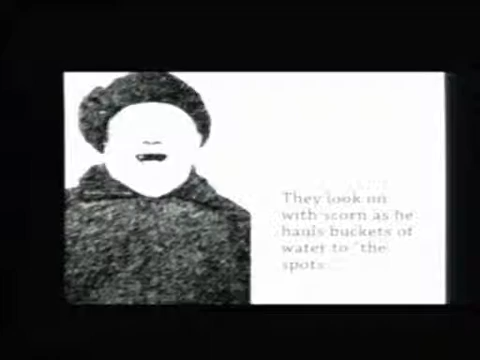 They look on
with scorn as he
hauls buckets of
water to "the
spots